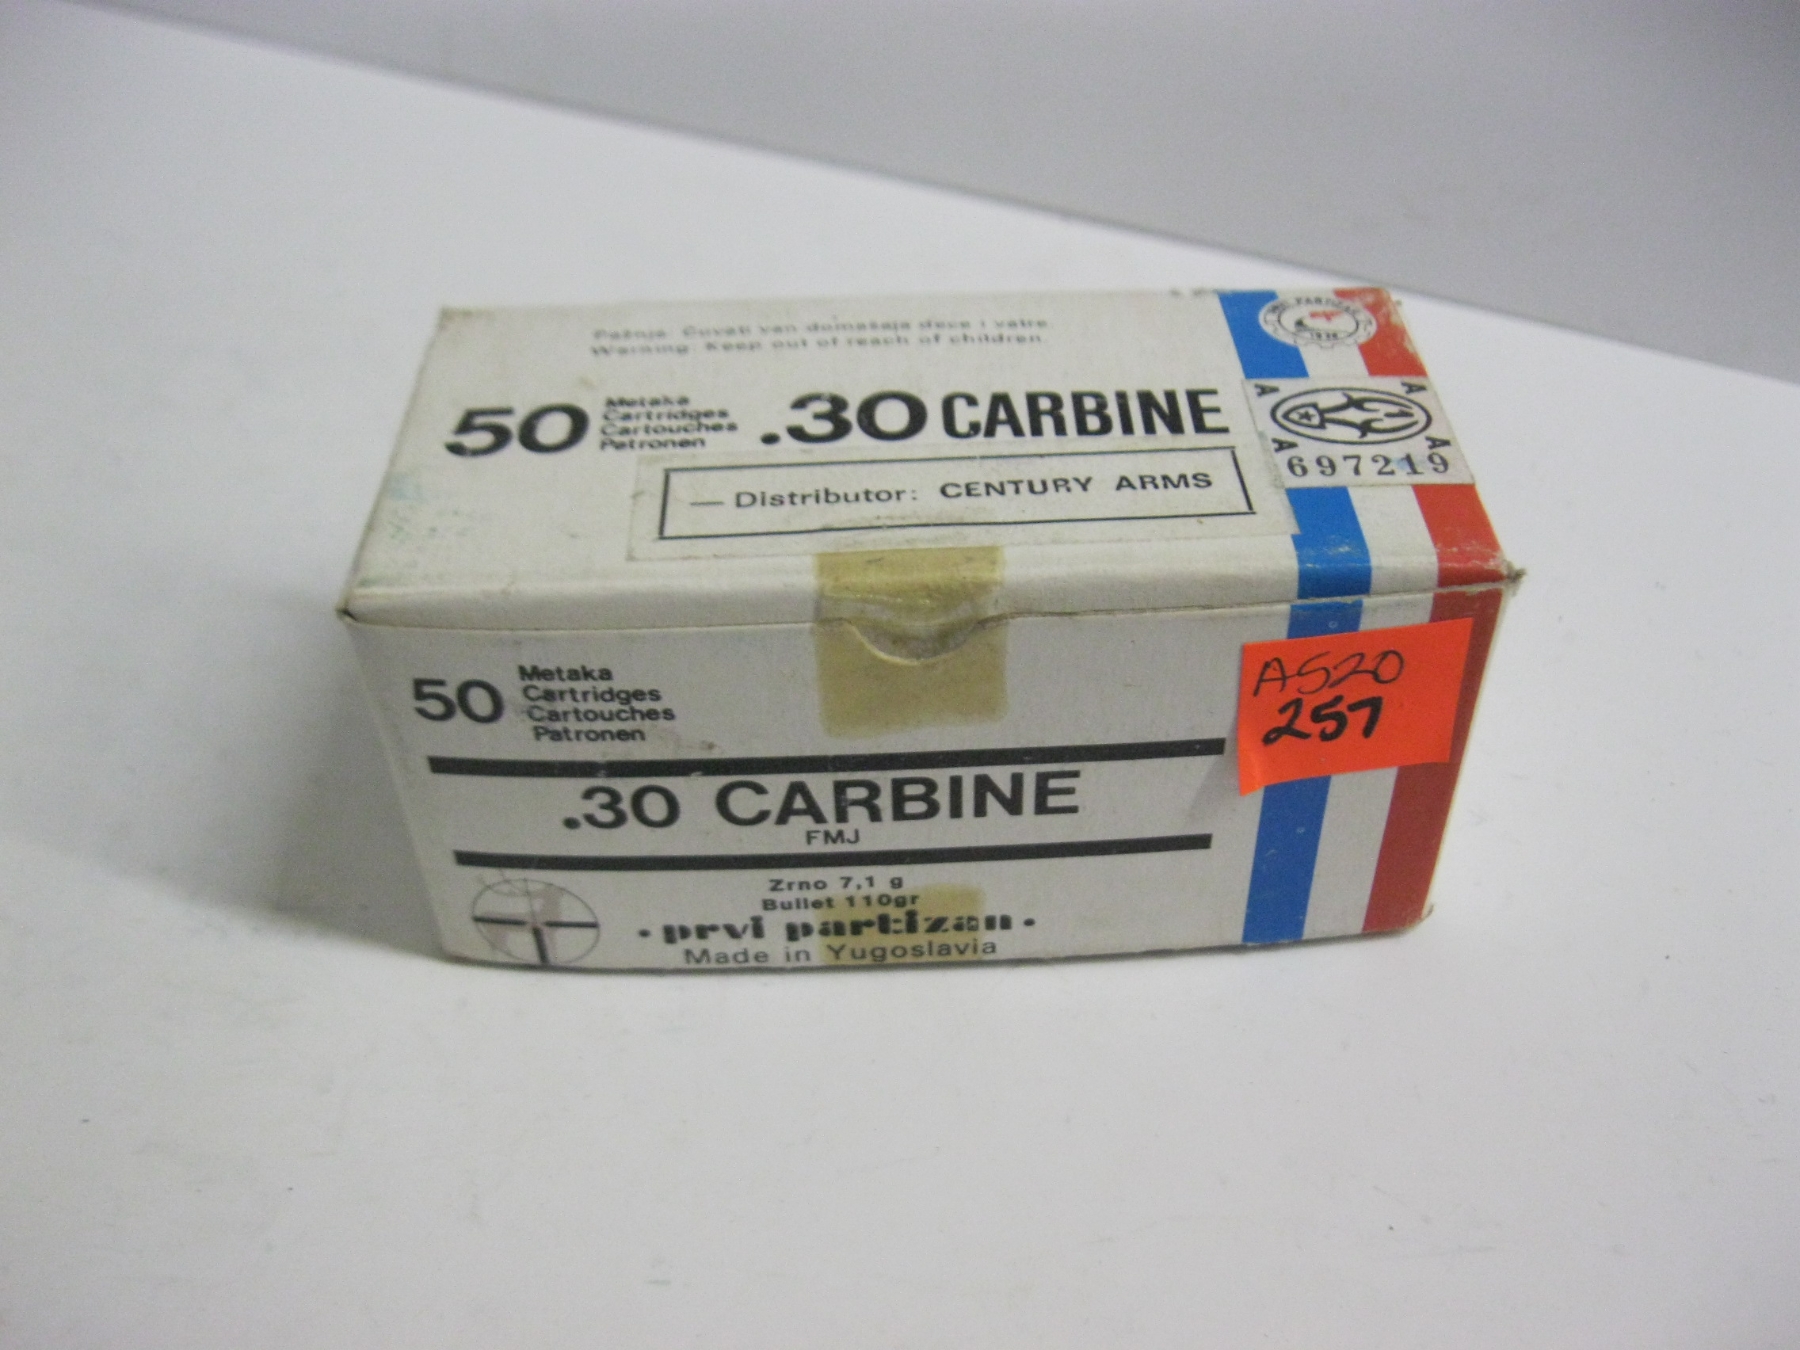 Pažnja: Čuvati van domašaja dece i vatre.
Warning: Keep out of reach of children.
PRVI PARTIZAN
50
Metaka
Cartridges
Cartouches
Patronen
.30 CARBINE
A A
A A
697219
— Distributor: CENTURY ARMS
50
Metaka
Cartridges
Cartouches
Patronen
A520
257
.30 CARBINE
FMJ
Zrno 7,1 g
Bullet 110gr
• prvi partizan •
Made in Yugoslavia